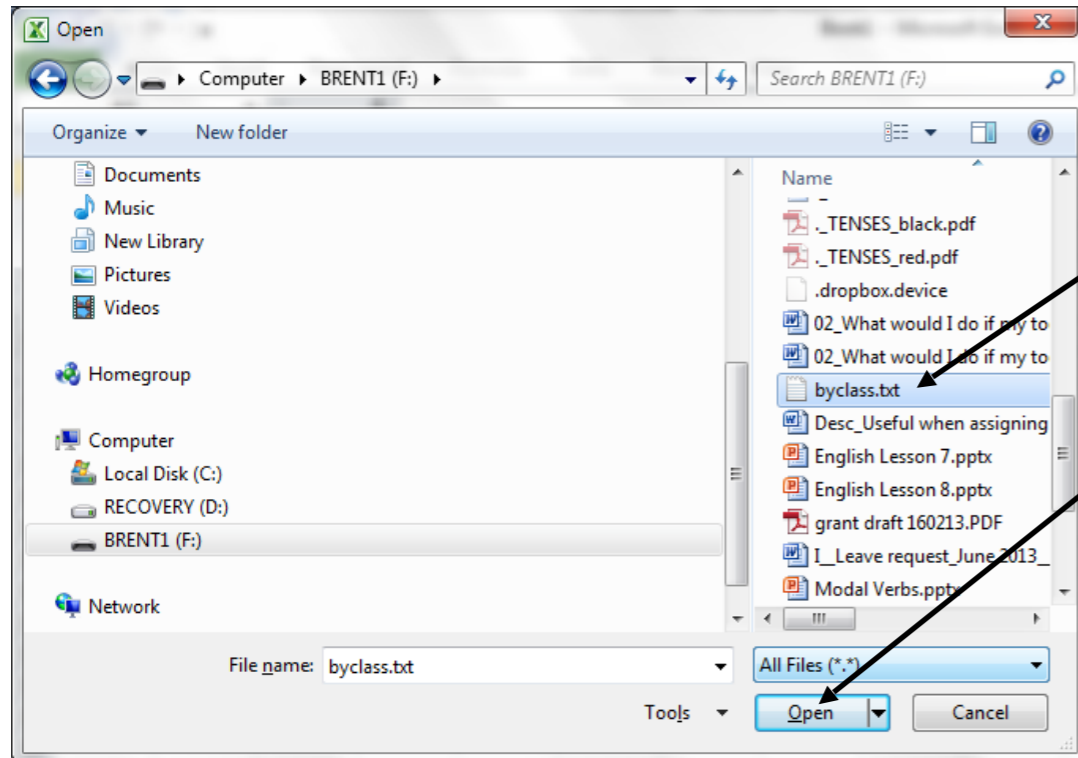 Open
Computer ▸ BRENT1 (F:) ▸
Search BRENT1 (F:)
Organize
New folder
Documents
Music
New Library
Pictures
Videos
Homegroup
Computer
Local Disk (C:)
RECOVERY (D:)
BRENT1 (F:)
Network
Name
._TENSES_black.pdf
._TENSES_red.pdf
.dropbox.device
02_What would I do if my to
02_What would I do if my to
byclass.txt
Desc_Useful when assigning
English Lesson 7.pptx
English Lesson 8.pptx
grant draft 160213.PDF
I__Leave request_June 2013_
Modal Verbs.pptx
File name: byclass.txt
All Files (*.*)
Tools
Open
Cancel